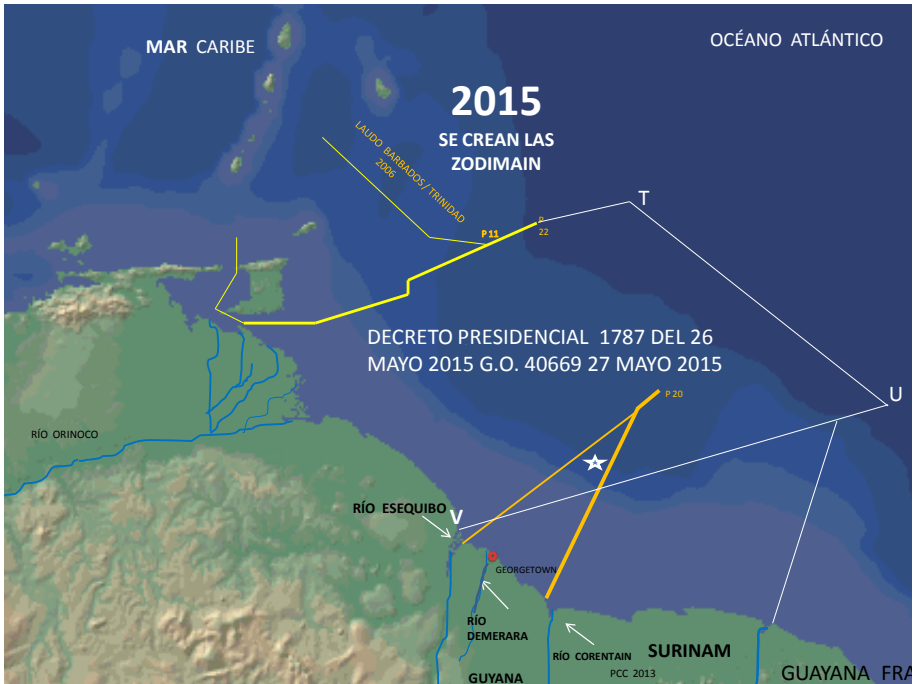 MAR CARIBE
OCÉANO ATLÁNTICO
2015
SE CREAN LAS
ZODIMAIN
LAUDO BARBADOS/TRINIDAD
2006
T
P
22
P 11
DECRETO PRESIDENCIAL 1787 DEL 26
MAYO 2015 G.O. 40669 27 MAYO 2015
U
P 20
RÍO ORINOCO
RÍO ESEQUIBO
V
GEORGETOWN
RÍO
DEMERARA
RÍO CORENTAIN
SURINAM
PCC 2013
GUYANA
GUAYANA FRA